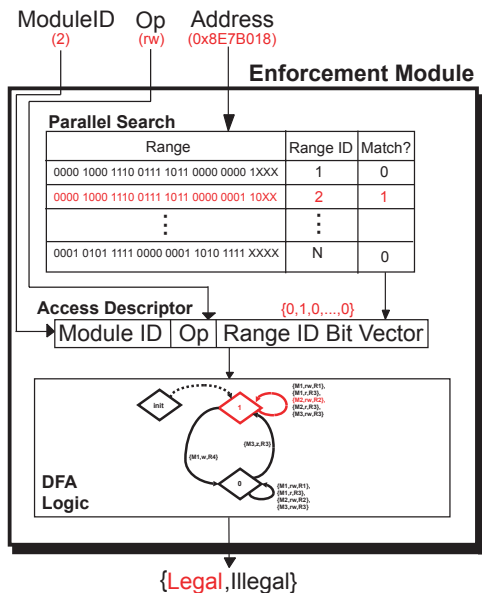 ModuleID Op Address
(2) (rw) (0x8E7B018)
Enforcement Module
Parallel Search
Range Range ID Match?
0000 1000 1110 0111 1011 0000 0000 1XXX 1 0
0000 1000 1110 0111 1011 0000 0001 10XX 2 1
0001 0101 1111 0000 0001 1010 1111 XXXX N 0
Access Descriptor {0,1,0,...,0}
Module ID Op Range ID Bit Vector
init
1
{M1,rw,R1},
{M1,r,R3},
{M2,rw,R2},
{M2,r,R3},
{M3,rw,R3}
{M3,z,R3}
{M1,w,R4}
0
{M1,rw,R1},
{M1,r,R3},
{M2,rw,R2},
{M3,rw,R3}
DFA
Logic
{Legal,Illegal}